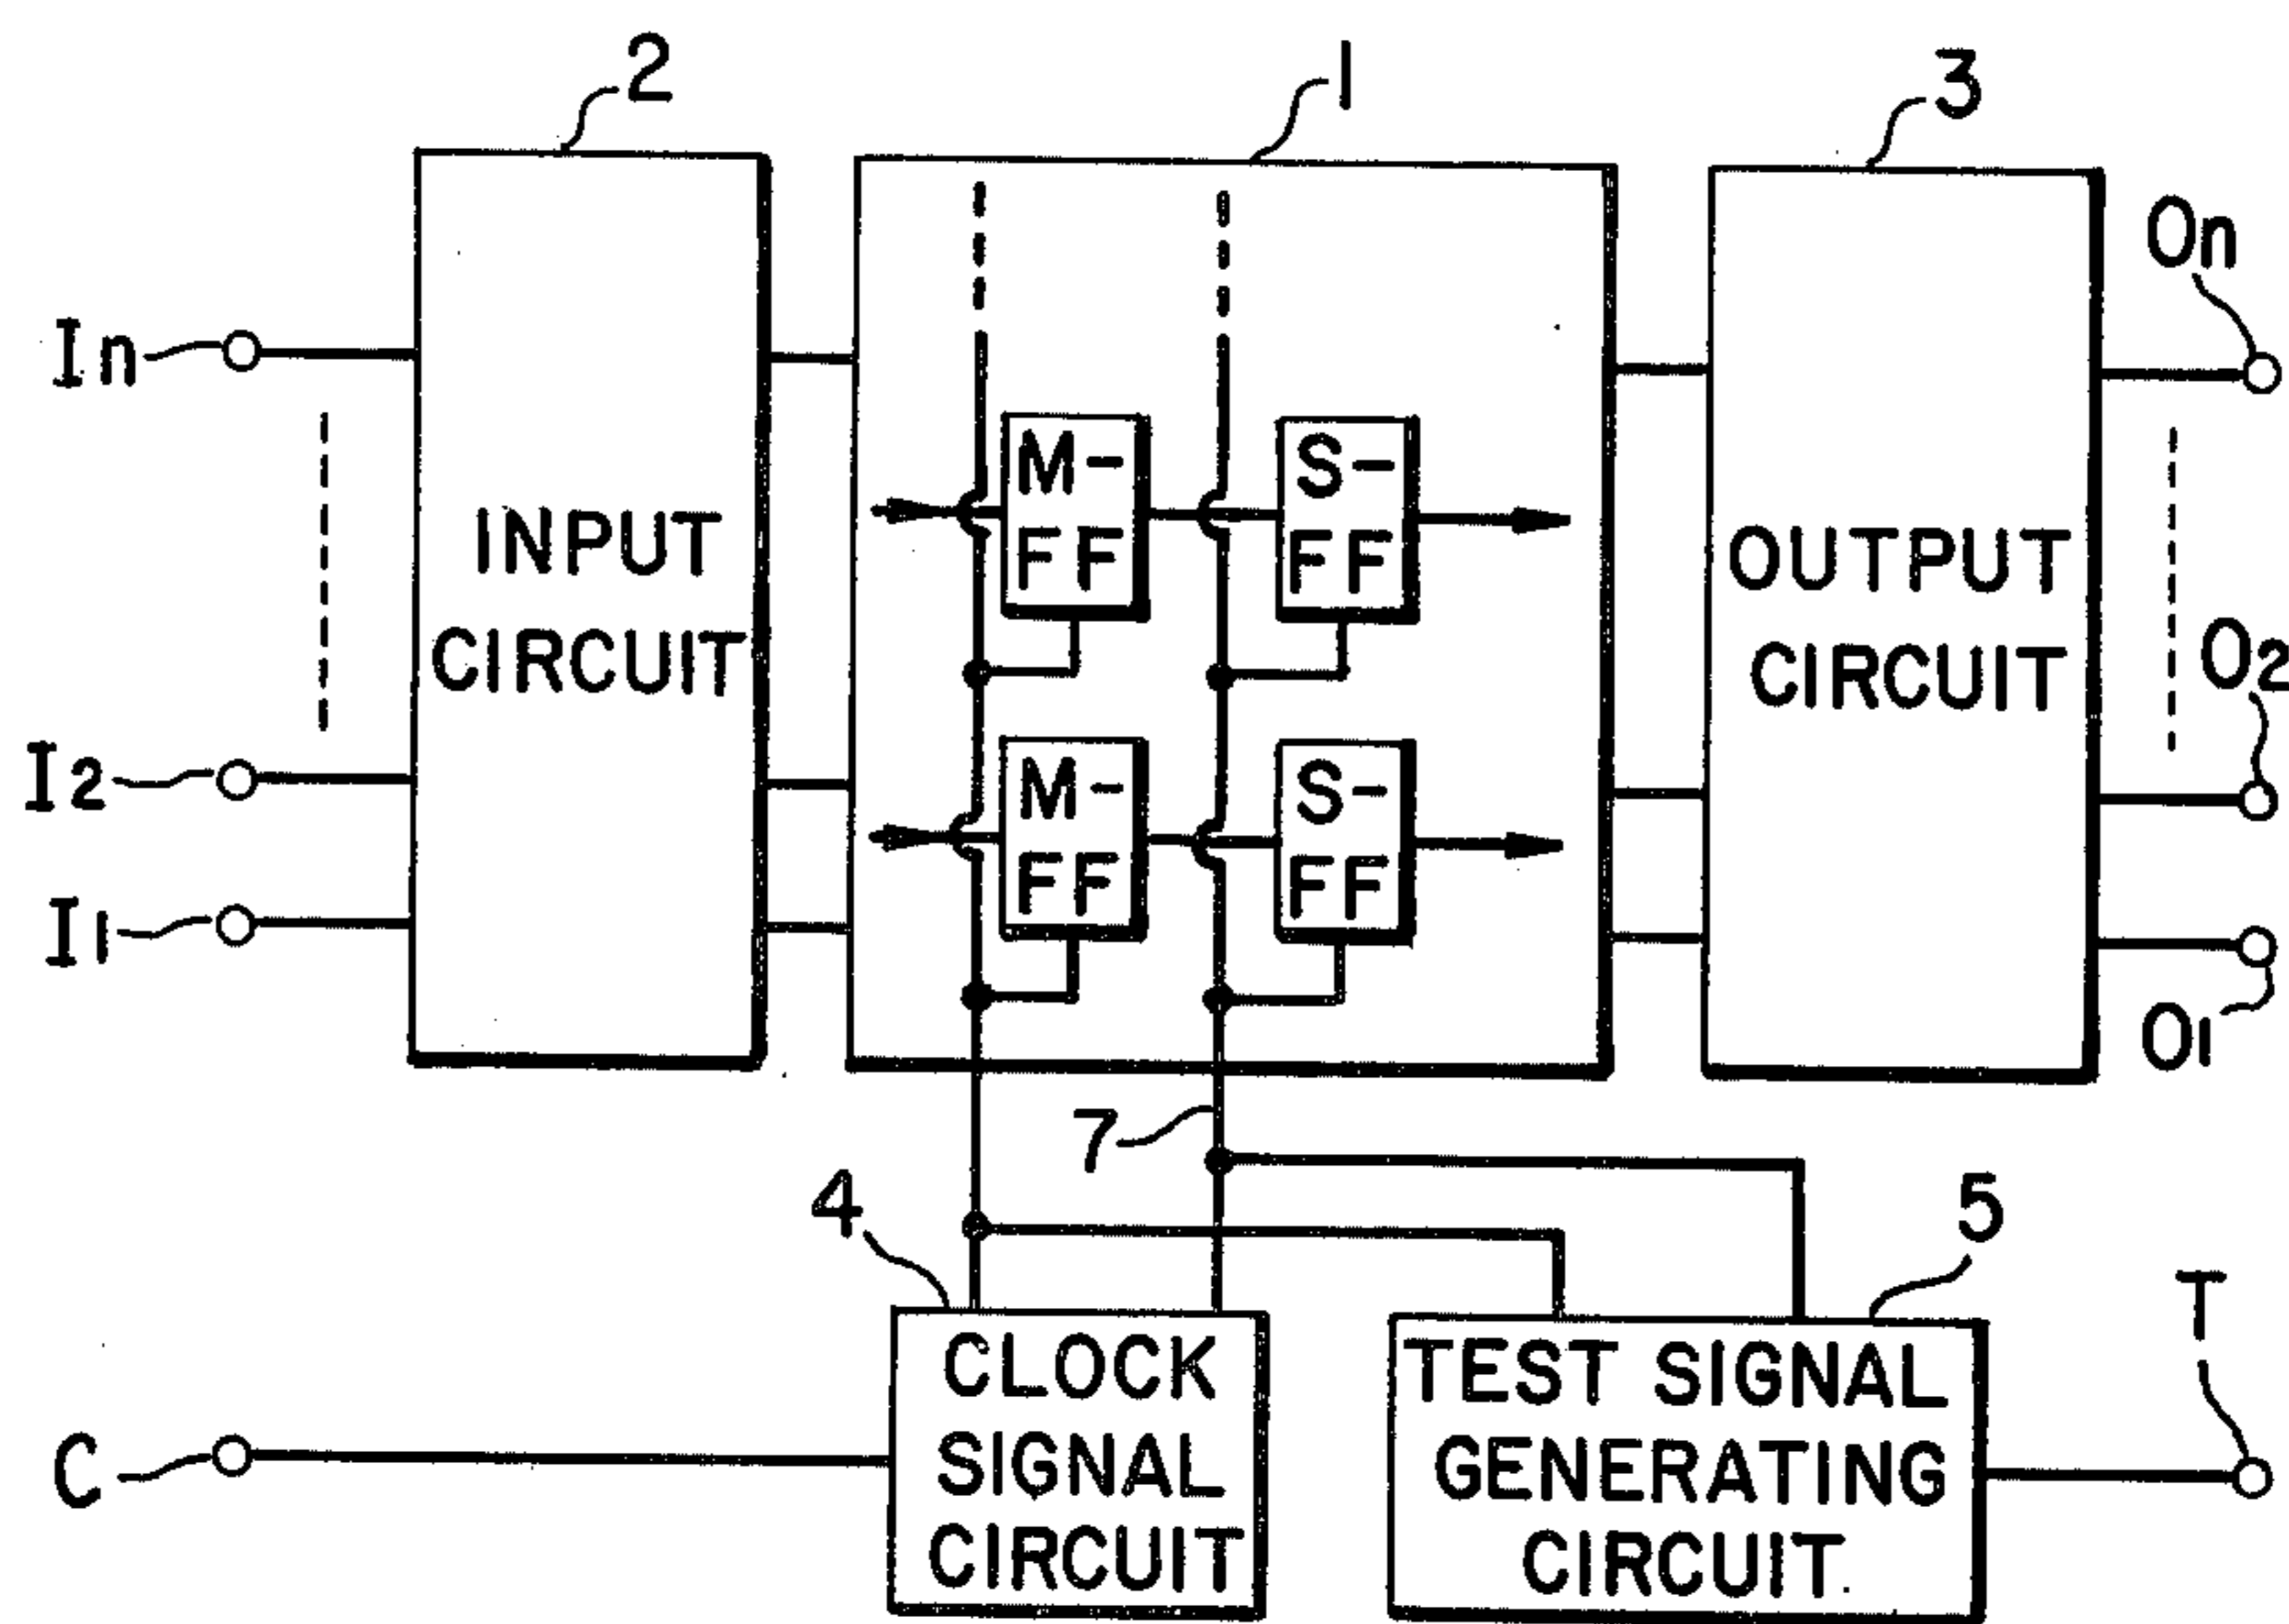 2
1
3
On
In
M-
FF
S-
FF
INPUT
CIRCUIT
OUTPUT
CIRCUIT
O2
I2
M-
FF
S-
FF
I1
O1
7
4
5
T
C
CLOCK
SIGNAL
CIRCUIT
TEST SIGNAL
GENERATING
CIRCUIT